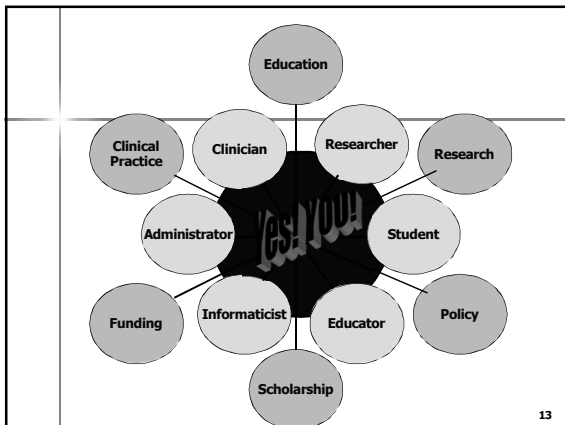 Education
Clinical
Practice
Clinician
Researcher
Research
Administrator
Yes! YOU!
Student
Funding
Informaticist
Educator
Policy
Scholarship
13